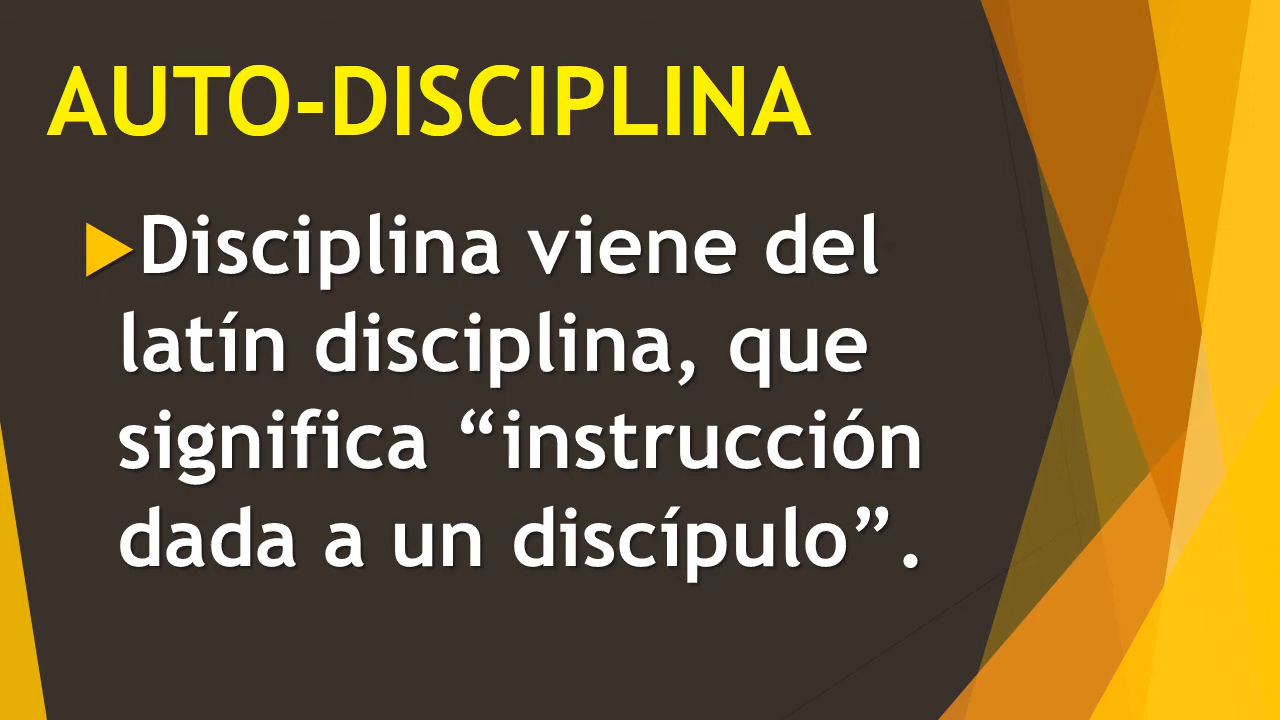 AUTO-DISCIPLINA
Disciplina viene del
latín disciplina, que
significa “instrucción
dada a un discípulo”.